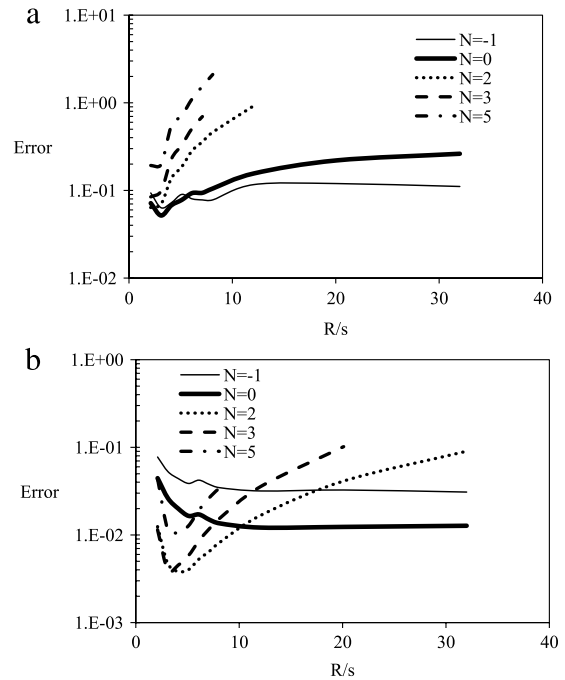 a
1.E+01
1.E+00
1.E-01
1.E-02
Error
N=-1
N=0
N=2
N=3
N=5
0 10 20 30 40
R/s
b
1.E+00
1.E-01
1.E-02
1.E-03
Error
N=-1
N=0
N=2
N=3
N=5
0 10 20 30 40
R/s